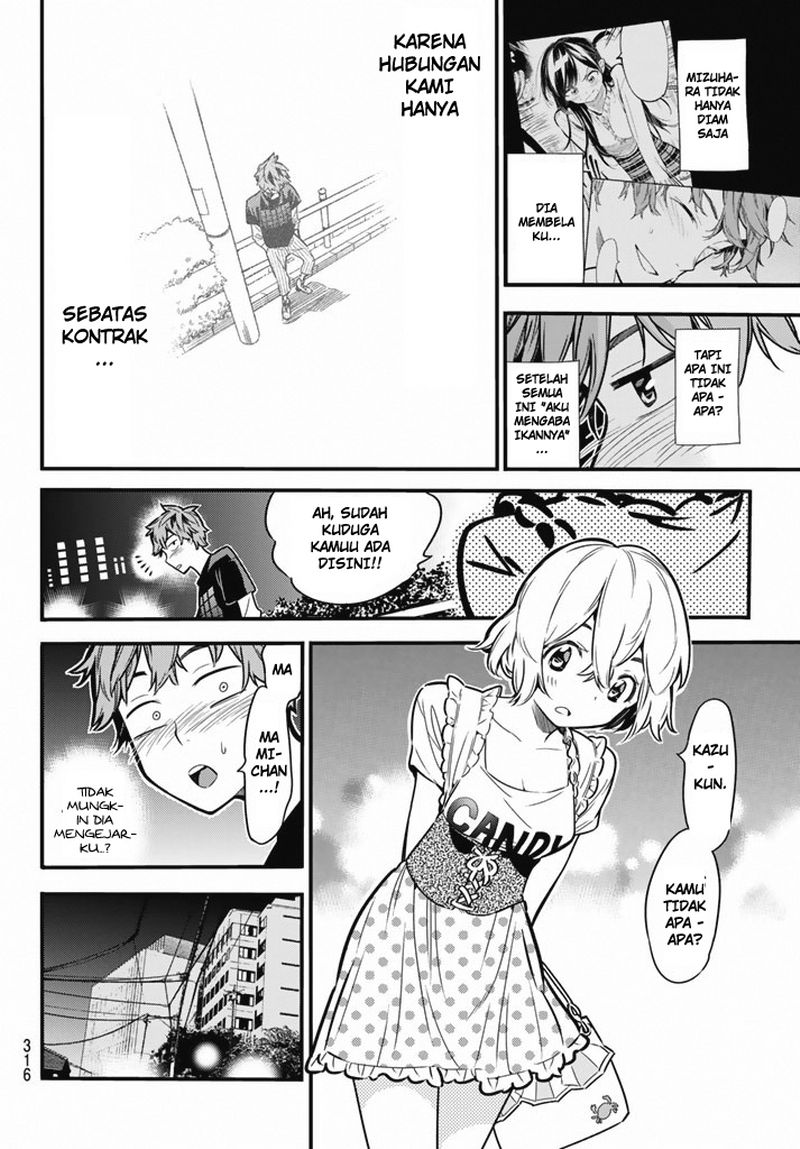 MIZUHA-
RA TIDAK
HANYA
DIAM
SAJA
DIA
MEMBELA
KU...
TAPI
APA INI
TIDAK
APA -
APA?
SETELAH
SEMUA
INI "AKU
MENGABA
IKANNYA"
...
KARENA
HUBUNGAN
KAMI
HANYA
SEBATAS
KONTRAK
...
AH, SUDAH
KUDUGA
KAMUU ADA
DISINI!!
KAZU
-
KUN.
KAMU
TIDAK
APA -
APA?
CANDY
MA
MA
MI-
CHAN
...!
TIDAK
MUNGK-
IN DIA
MENGEJAR-
KU..?
316